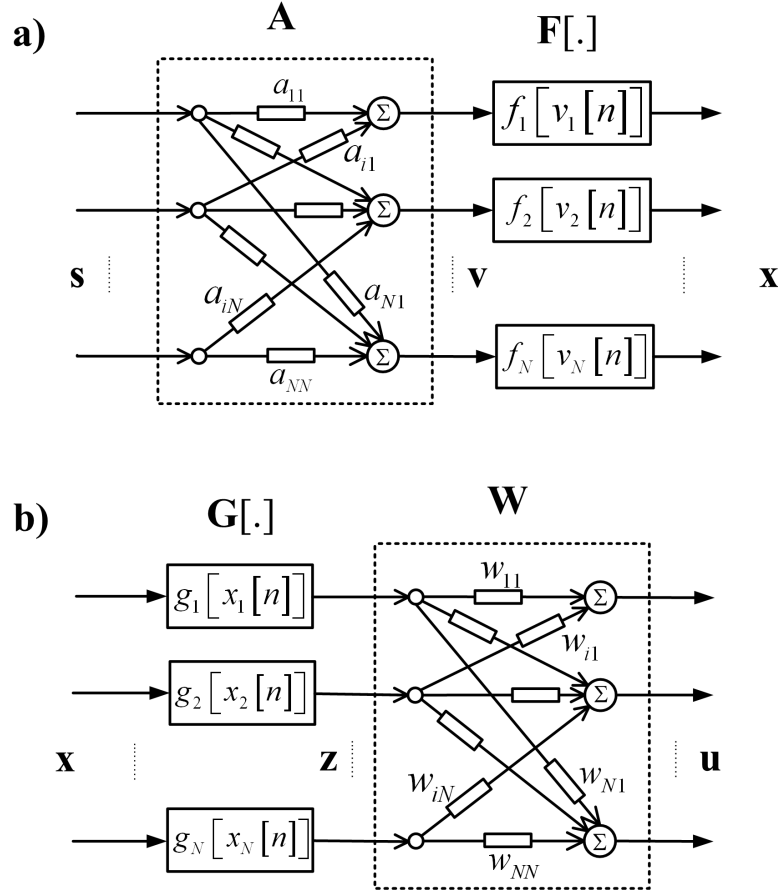 a)
A
F[.]
a11
Σ
f1[v1[n]]
ai1
Σ
f2[v2[n]]
s
v
x
aiN
aN1
Σ
fN[vN[n]]
aNN
b)
G[.]
W
g1[x1[n]]
w11
Σ
wi1
g2[x2[n]]
Σ
x
z
u
wiN
wN1
gN[xN[n]]
Σ
wNN